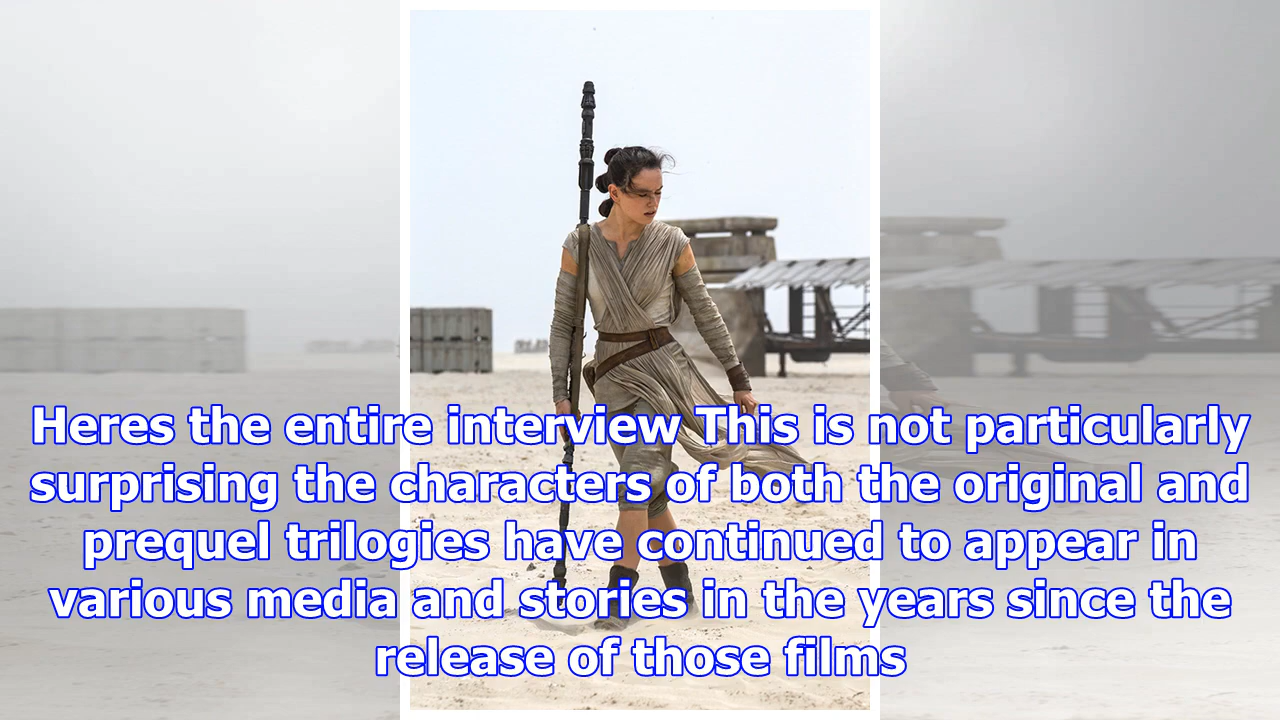 Heres the entire interview This is not particularly
surprising the characters of both the original and
prequel trilogies have continued to appear in
various media and stories in the years since the
release of those films